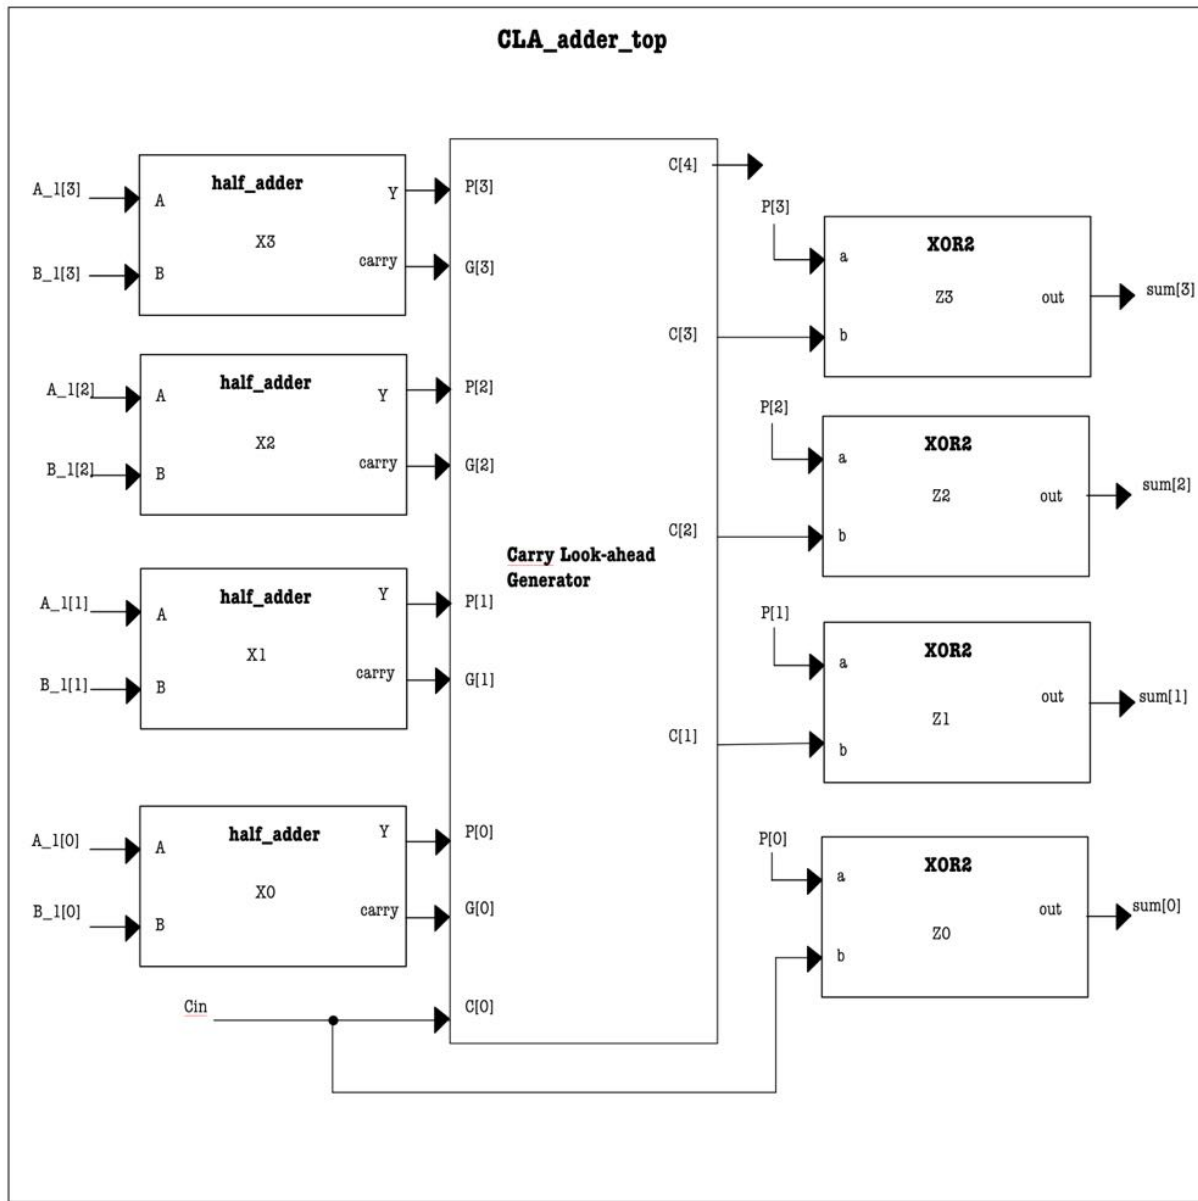 CLA_adder_top
A_1[3]
B_1[3]
A
B
half_adder
X3
Y
carry
A_1[2]
B_1[2]
A
B
half_adder
X2
Y
carry
A_1[1]
B_1[1]
A
B
half_adder
X1
Y
carry
A_1[0]
B_1[0]
A
B
half_adder
X0
Y
carry
Cin
P[3]
G[3]
P[2]
G[2]
P[1]
G[1]
P[0]
G[0]
C[0]
Carry Look-ahead
Generator
C[4]
C[3]
C[2]
C[1]
P[3]
a
b
XOR2
Z3
out
sum[3]
P[2]
a
b
XOR2
Z2
out
sum[2]
P[1]
a
b
XOR2
Z1
out
sum[1]
P[0]
a
b
XOR2
Z0
out
sum[0]